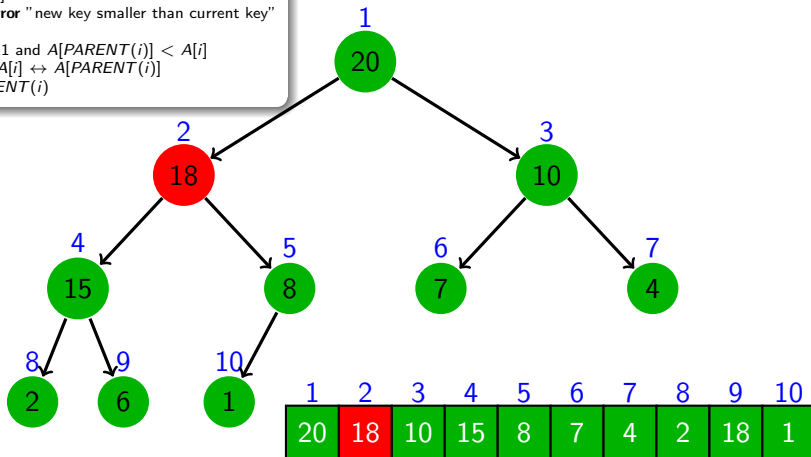 ror "new key smaller than current key"
1 and A[PARENT(i)] < A[i]
A[i] ↔ A[PARENT(i)]
ENT(i)
1
20
2 3
18 10
4 5 6 7
15 8 7 4
8 9 10
2 6 1
1 2 3 4 5 6 7 8 9 10
20 18 10 15 8 7 4 2 18 1